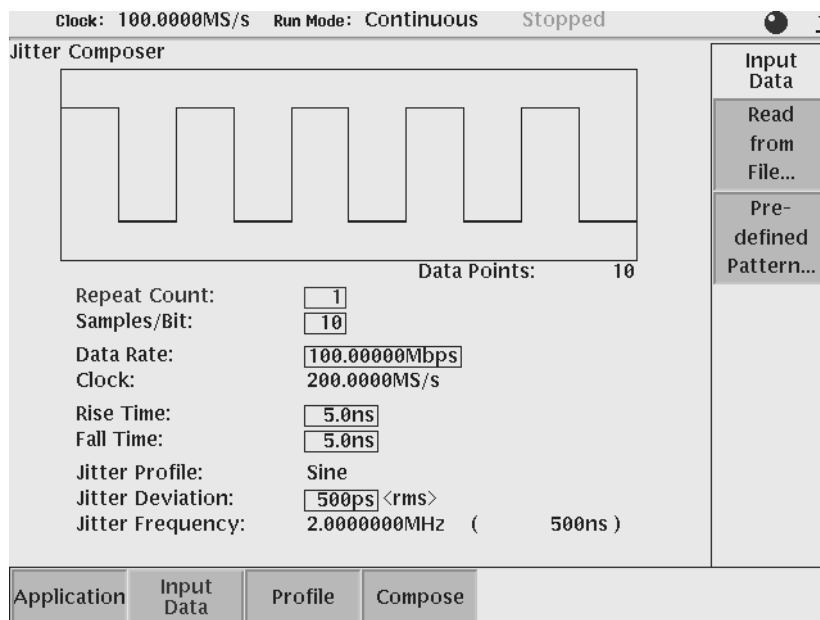 Clock: 100.0000MS/s Run Mode: Continuous Stopped
Jitter Composer
Data Points: 10
Repeat Count: 1
Samples/Bit: 10
Data Rate: 100.00000Mbps
Clock: 200.0000MS/s
Rise Time: 5.0ns
Fall Time: 5.0ns
Jitter Profile: Sine
Jitter Deviation: 500ps <rms>
Jitter Frequency: 2.0000000MHz ( 500ns )
Input
Data
Read
from
File...
Pre-
defined
Pattern...
Application Input Data Profile Compose